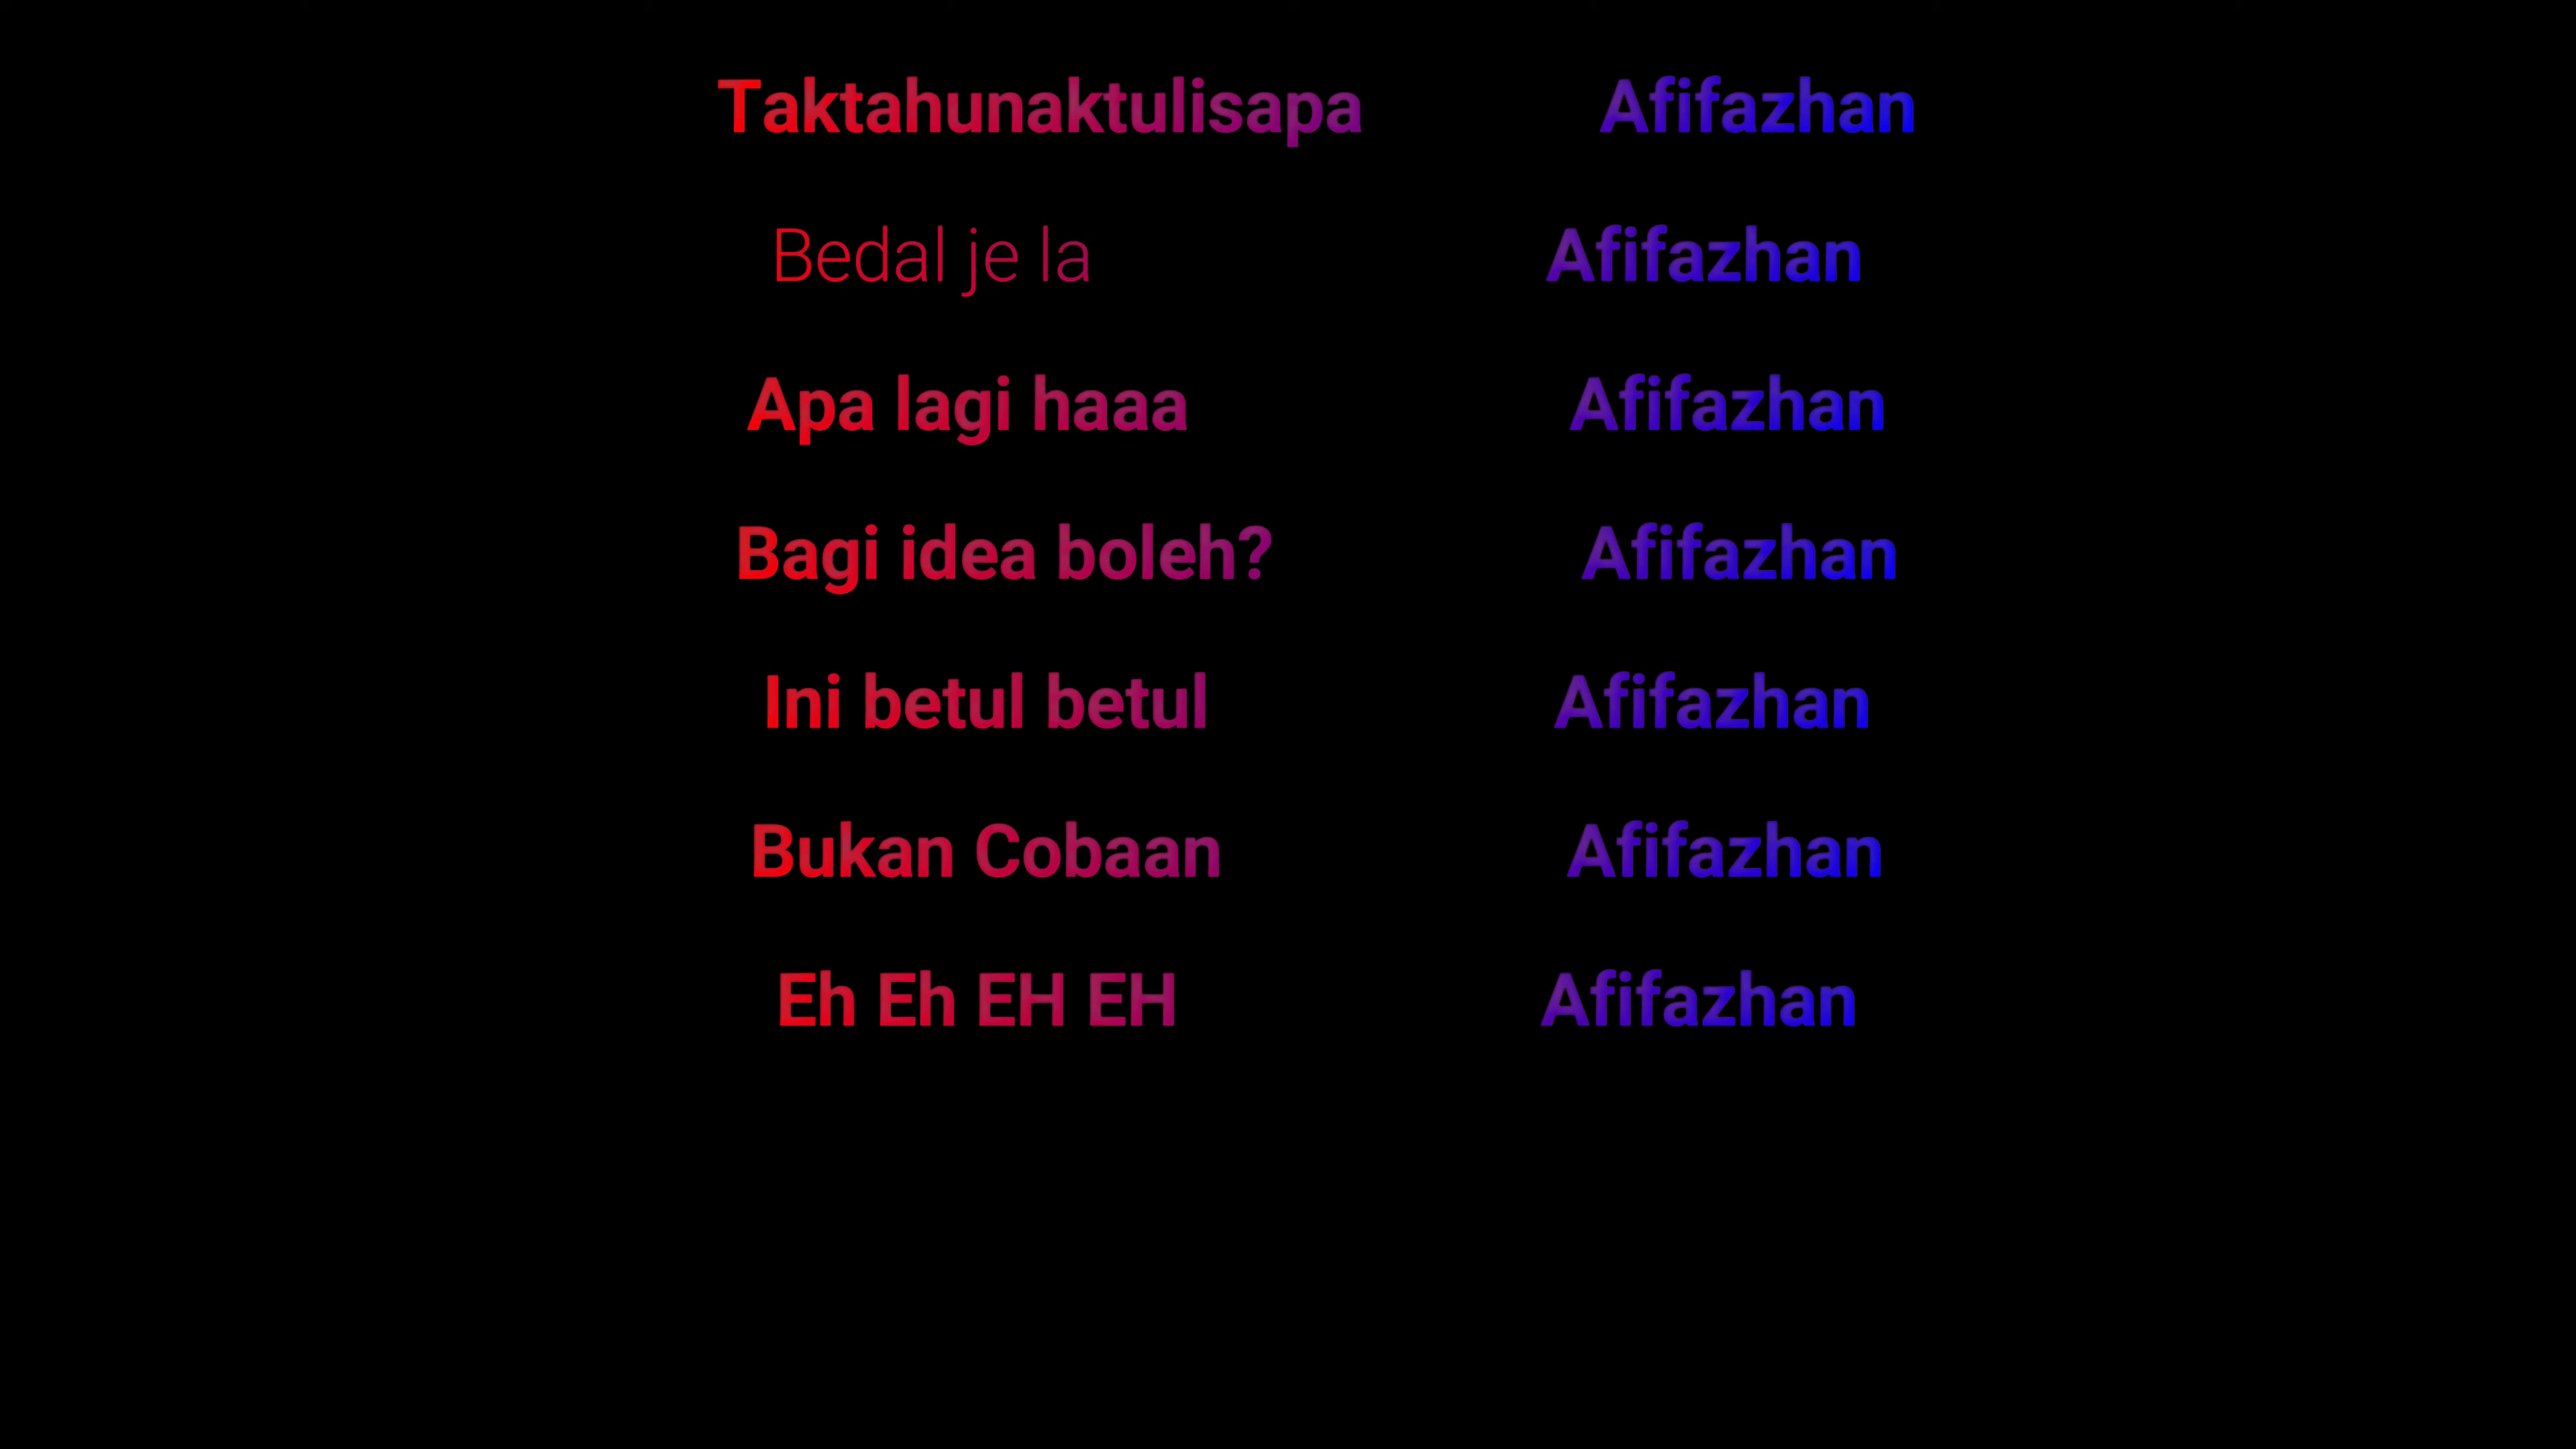 Taktahunaktulisapa Afifazhan
Bedal je la Afifazhan
Apa lagi haaa Afifazhan
Bagi idea boleh? Afifazhan
Ini betul betul Afifazhan
Bukan Cobaan Afifazhan
Eh Eh EH EH Afifazhan